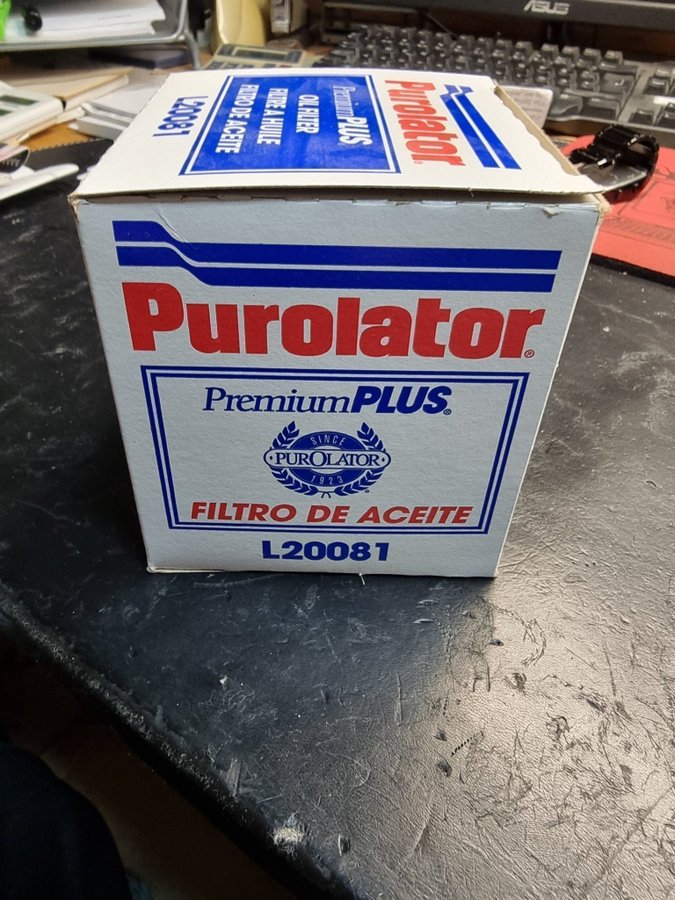 Purolator
PremiumPLUS
OIL FILTER
FILTRE A HUILE
FILTRO DE ACEITE
L20081
Purolator®
PremiumPLUS®
SINCE
PUROLATOR®
1923
FILTRO DE ACEITE
L20081
ASUS